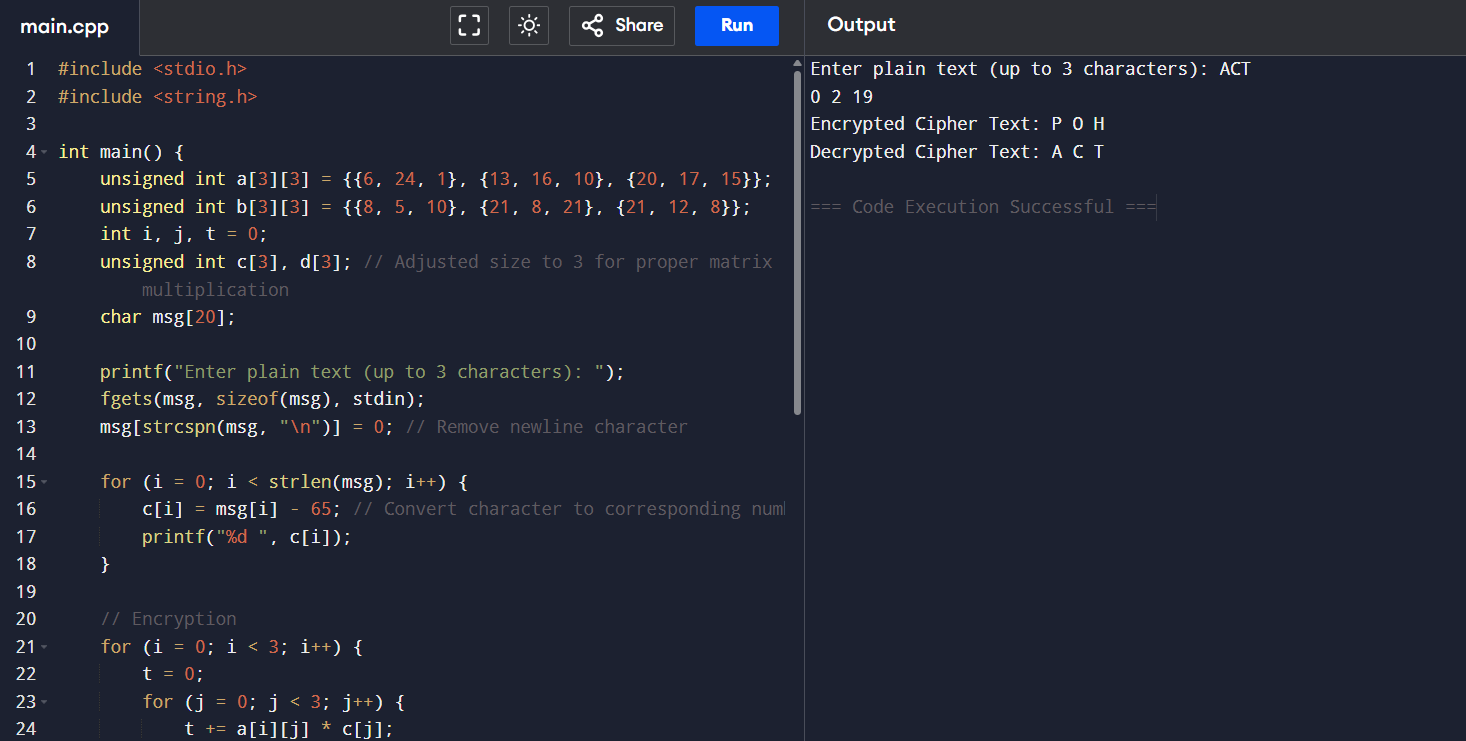 main.cpp
Share
Run
Output
1 #include <stdio.h>
2 #include <string.h>
3
4 int main() {
5     unsigned int a[3][3] = {{6, 24, 1}, {13, 16, 10}, {20, 17, 15}};
6     unsigned int b[3][3] = {{8, 5, 10}, {21, 8, 21}, {21, 12, 8}};
7     int i, j, t = 0;
8     unsigned int c[3], d[3]; // Adjusted size to 3 for proper matrix
        multiplication
9     char msg[20];
10
11     printf("Enter plain text (up to 3 characters): ");
12     fgets(msg, sizeof(msg), stdin);
13     msg[strcspn(msg, "\n")] = 0; // Remove newline character
14
15     for (i = 0; i < strlen(msg); i++) {
16         c[i] = msg[i] - 65; // Convert character to corresponding
17         printf("%d ", c[i]);
18     }
19
20     // Encryption
21     for (i = 0; i < 3; i++) {
22         t = 0;
23         for (j = 0; j < 3; j++) {
24             t += a[i][j] * c[j];
Enter plain text (up to 3 characters): ACT
0 2 19
Encrypted Cipher Text: P O H
Decrypted Cipher Text: A C T
=== Code Execution Successful ===